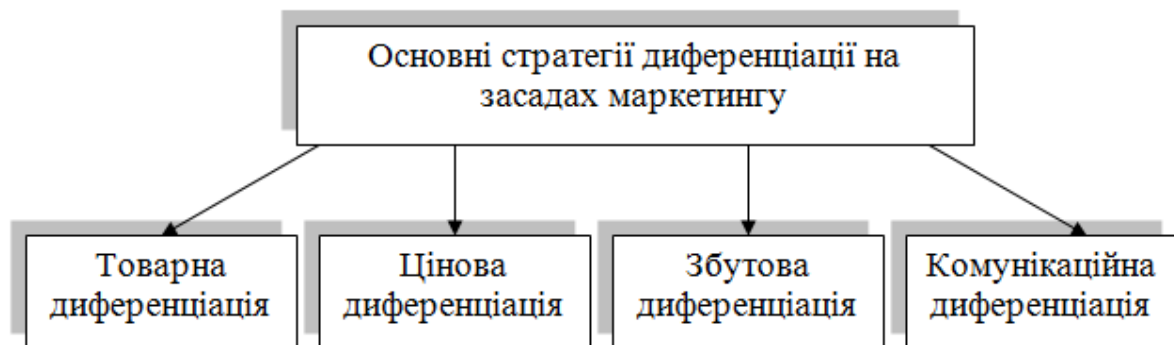 Основні стратегії диференціації на
засадах маркетингу
Товарна
диференціація
Цінова
диференціація
Збутова
диференціація
Комунікаційна
диференціація